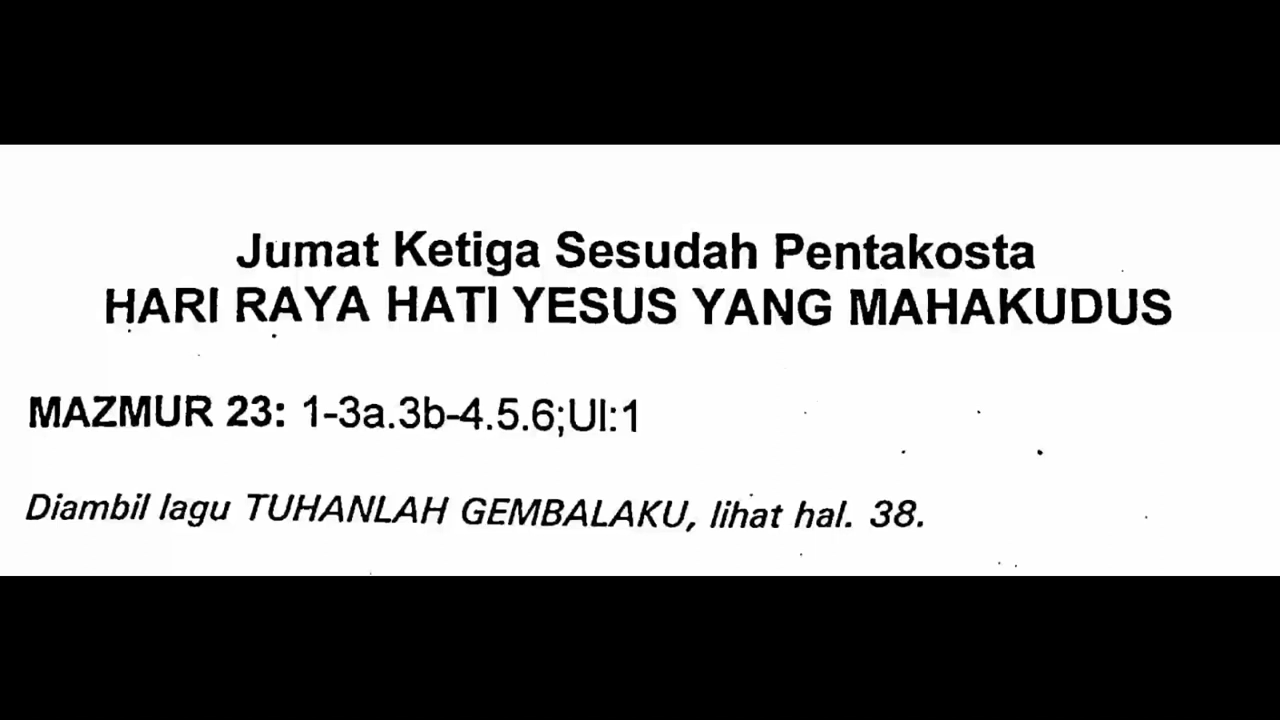 Jumat Ketiga Sesudah Pentakosta
HARI RAYA HATI YESUS YANG MAHAKUDUS
MAZMUR 23: 1-3a.3b-4.5.6;Ul:1
Diambil lagu TUHANLAH GEMBALAKU, lihat hal. 38.